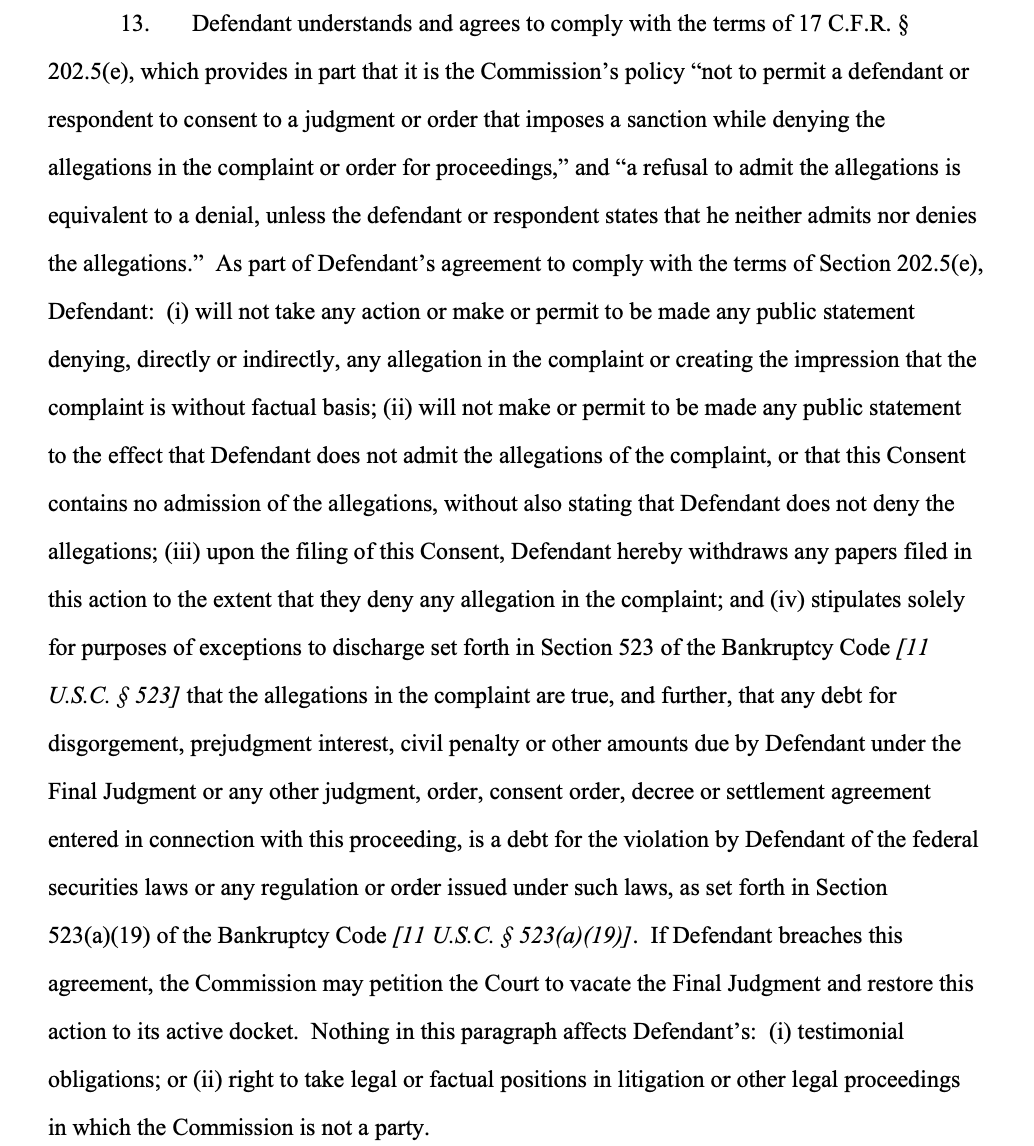 13. Defendant understands and agrees to comply with the terms of 17 C.F.R. §
202.5(e), which provides in part that it is the Commission’s policy “not to permit a defendant or
respondent to consent to a judgment or order that imposes a sanction while denying the
allegations in the complaint or order for proceedings,” and “a refusal to admit the allegations is
equivalent to a denial, unless the defendant or respondent states that he neither admits nor denies
the allegations.” As part of Defendant’s agreement to comply with the terms of Section 202.5(e),
Defendant: (i) will not take any action or make or permit to be made any public statement
denying, directly or indirectly, any allegation in the complaint or creating the impression that the
complaint is without factual basis; (ii) will not make or permit to be made any public statement
to the effect that Defendant does not admit the allegations of the complaint, or that this Consent
contains no admission of the allegations, without also stating that Defendant does not deny the
allegations; (iii) upon the filing of this Consent, Defendant hereby withdraws any papers filed in
this action to the extent that they deny any allegation in the complaint; and (iv) stipulates solely
for purposes of exceptions to discharge set forth in Section 523 of the Bankruptcy Code [11
U.S.C. § 523] that the allegations in the complaint are true, and further, that any debt for
disgorgement, prejudgment interest, civil penalty or other amounts due by Defendant under the
Final Judgment or any other judgment, order, consent order, decree or settlement agreement
entered in connection with this proceeding, is a debt for the violation by Defendant of the federal
securities laws or any regulation or order issued under such laws, as set forth in Section
523(a)(19) of the Bankruptcy Code [11 U.S.C. § 523(a)(19)]. If Defendant breaches this
agreement, the Commission may petition the Court to vacate the Final Judgment and restore this
action to its active docket. Nothing in this paragraph affects Defendant’s: (i) testimonial
obligations; or (ii) right to take legal or factual positions in litigation or other legal proceedings
in which the Commission is not a party.